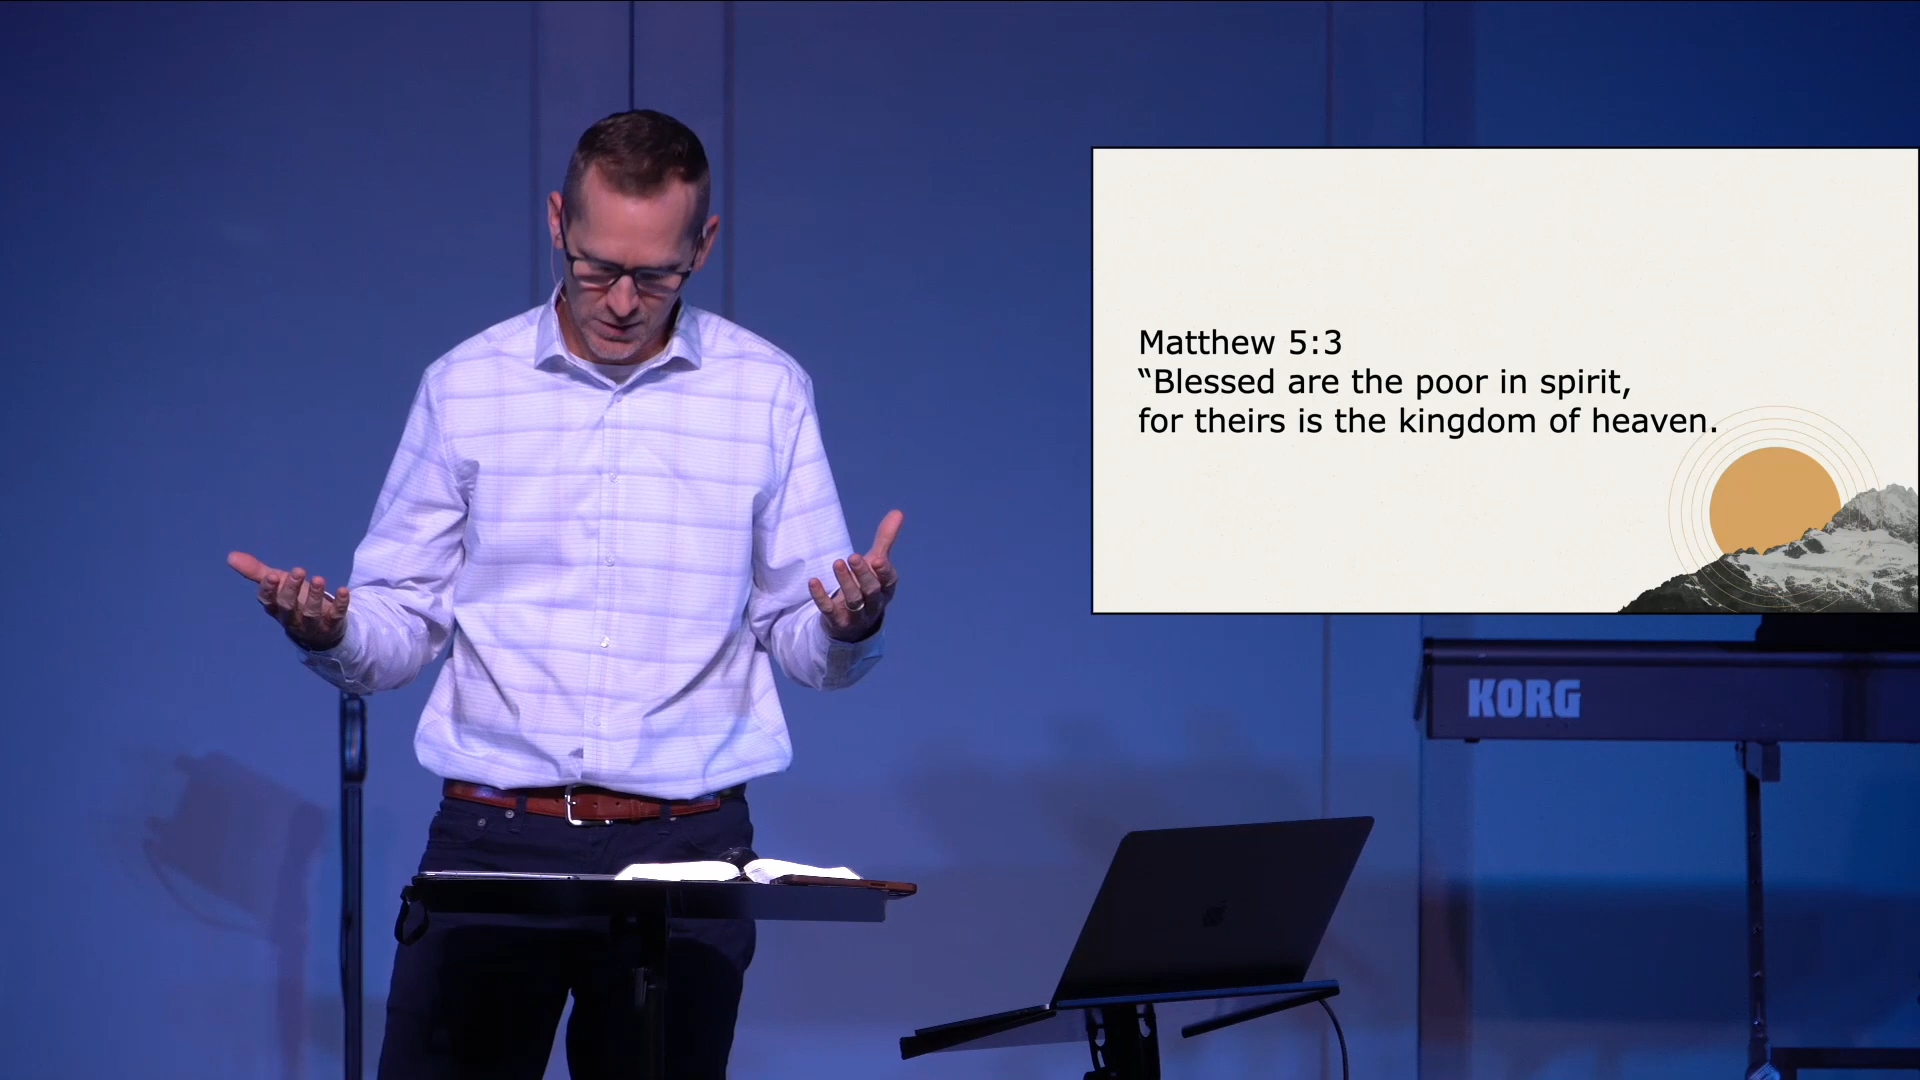 Matthew 5:3
“Blessed are the poor in spirit,
for theirs is the kingdom of heaven.
KORG